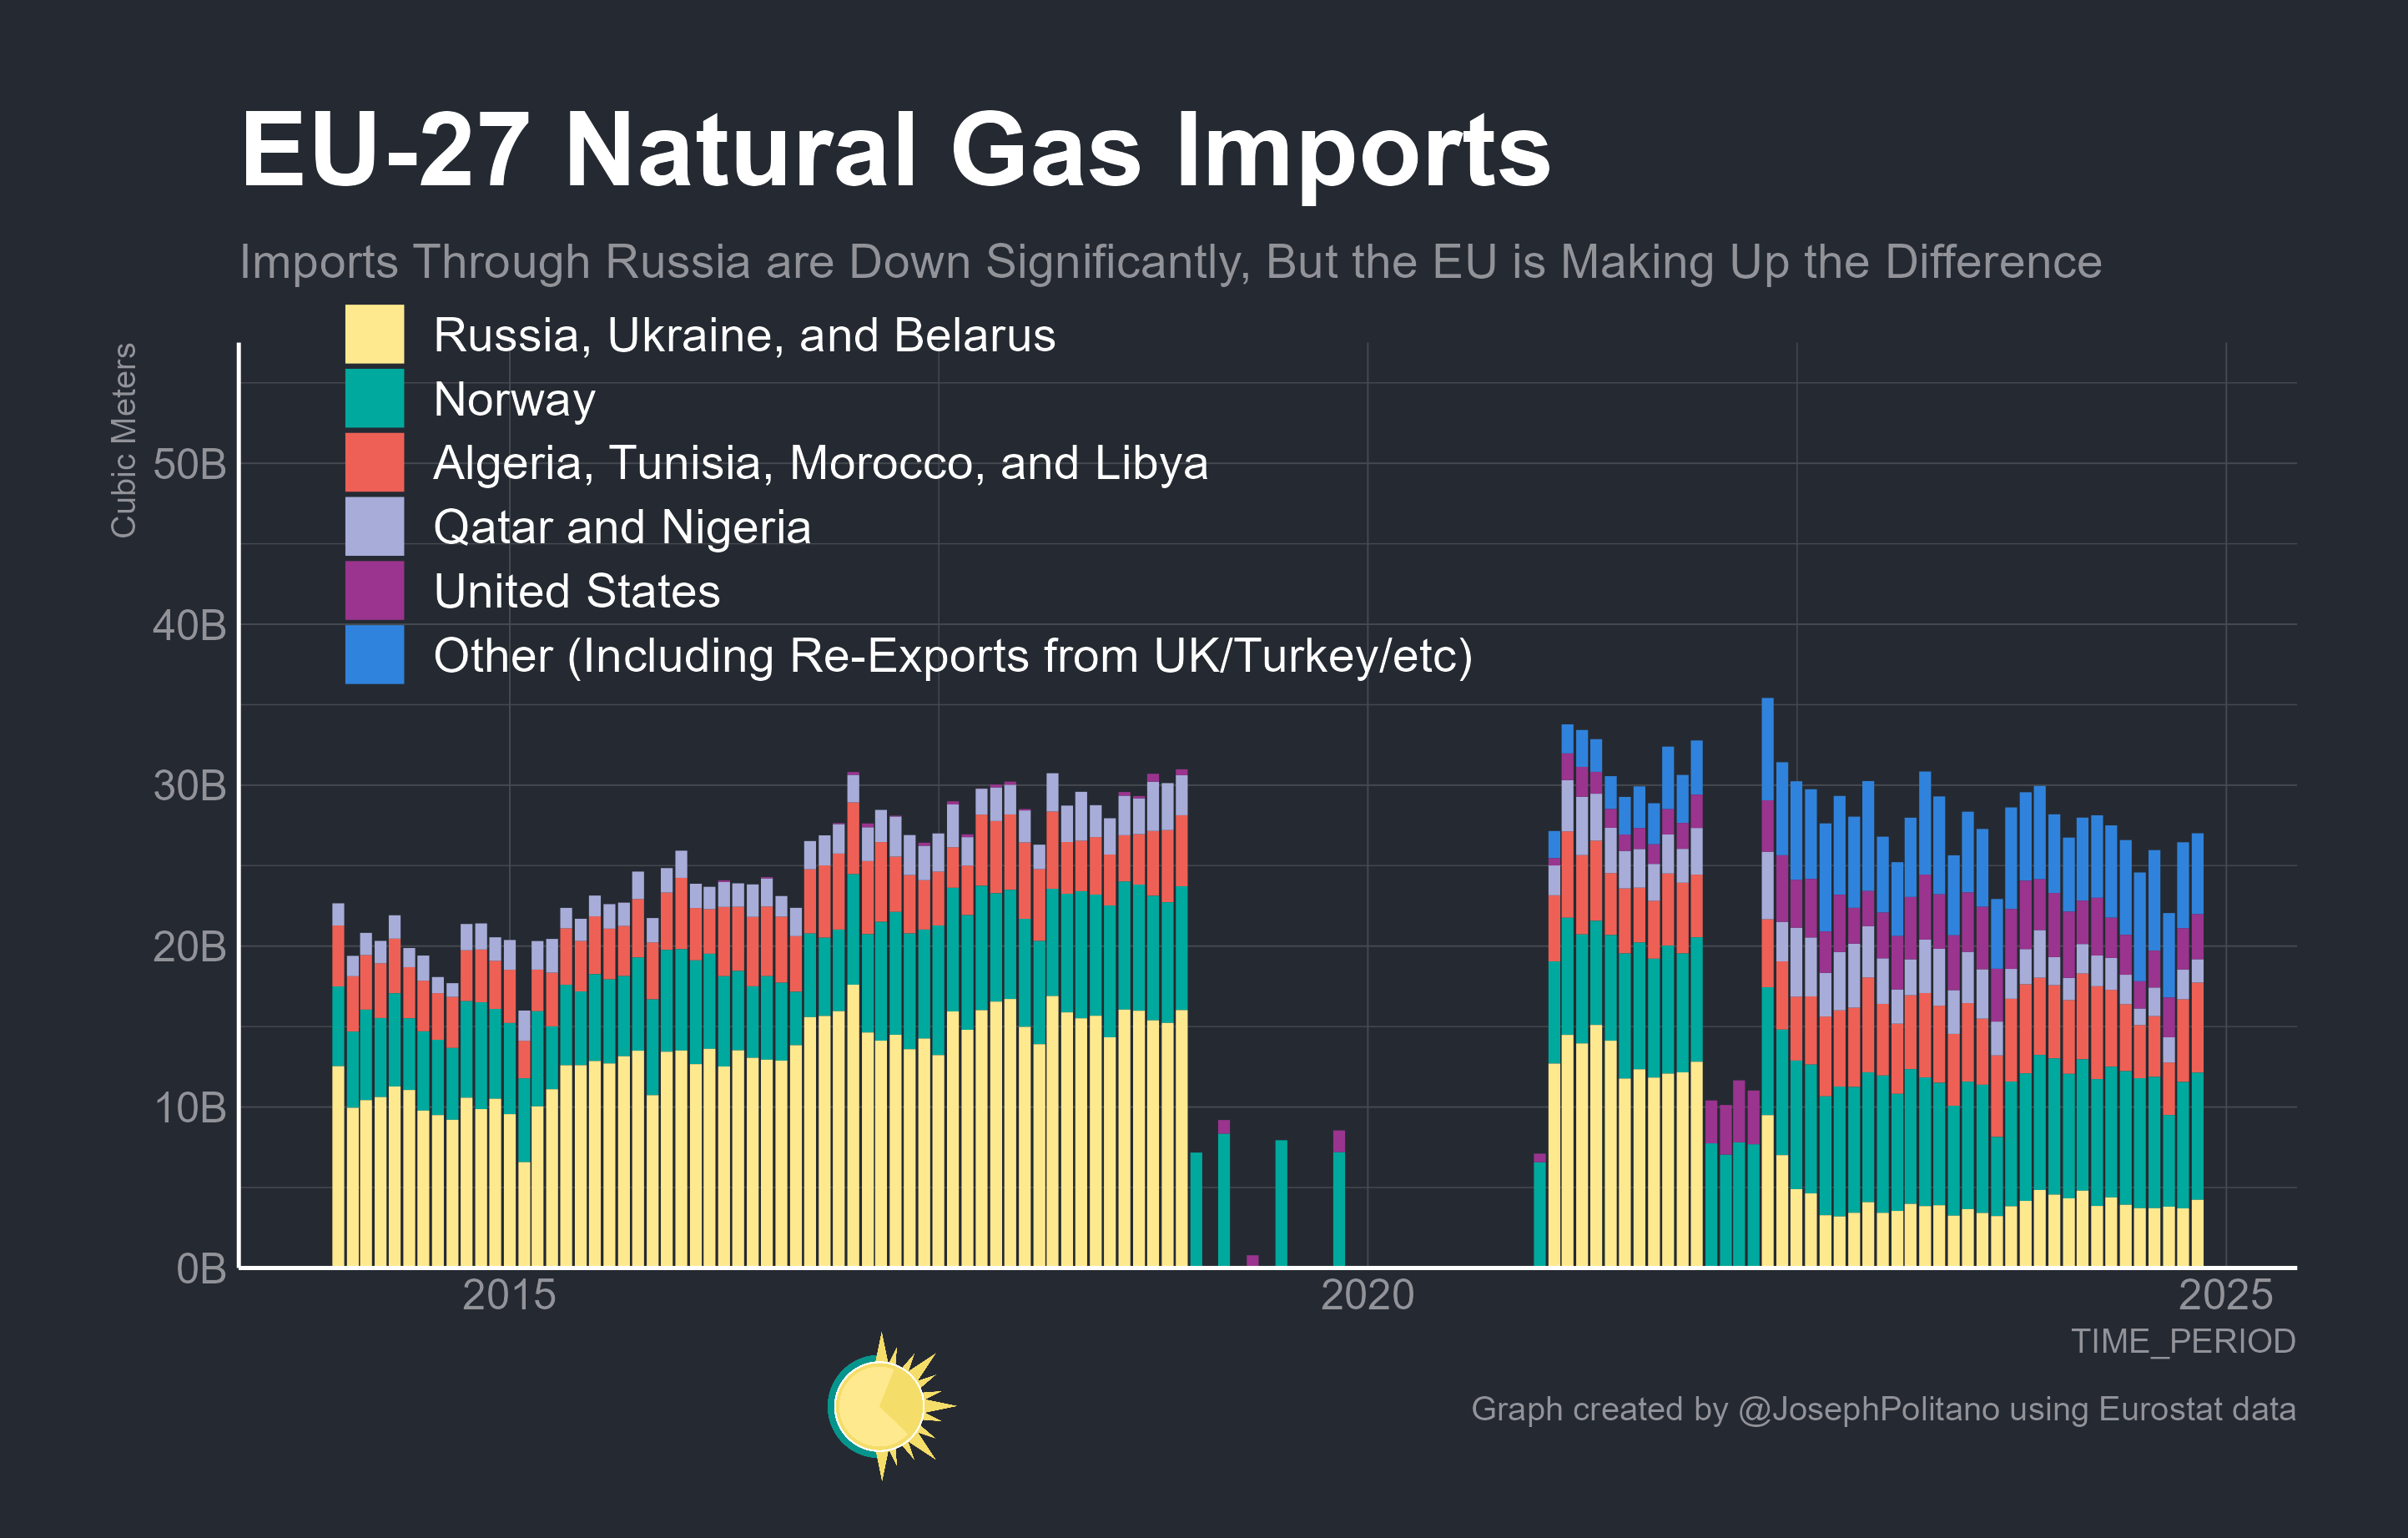 EU-27 Natural Gas Imports
Imports Through Russia are Down Significantly, But the EU is Making Up the Difference
Russia, Ukraine, and Belarus
Norway
Algeria, Tunisia, Morocco, and Libya
Qatar and Nigeria
United States
Other (Including Re-Exports from UK/Turkey/etc)
Cubic Meters
50B
40B
30B
20B
10B
0B
2015
2020
2025
TIME_PERIOD
Graph created by @JosephPolitano using Eurostat data